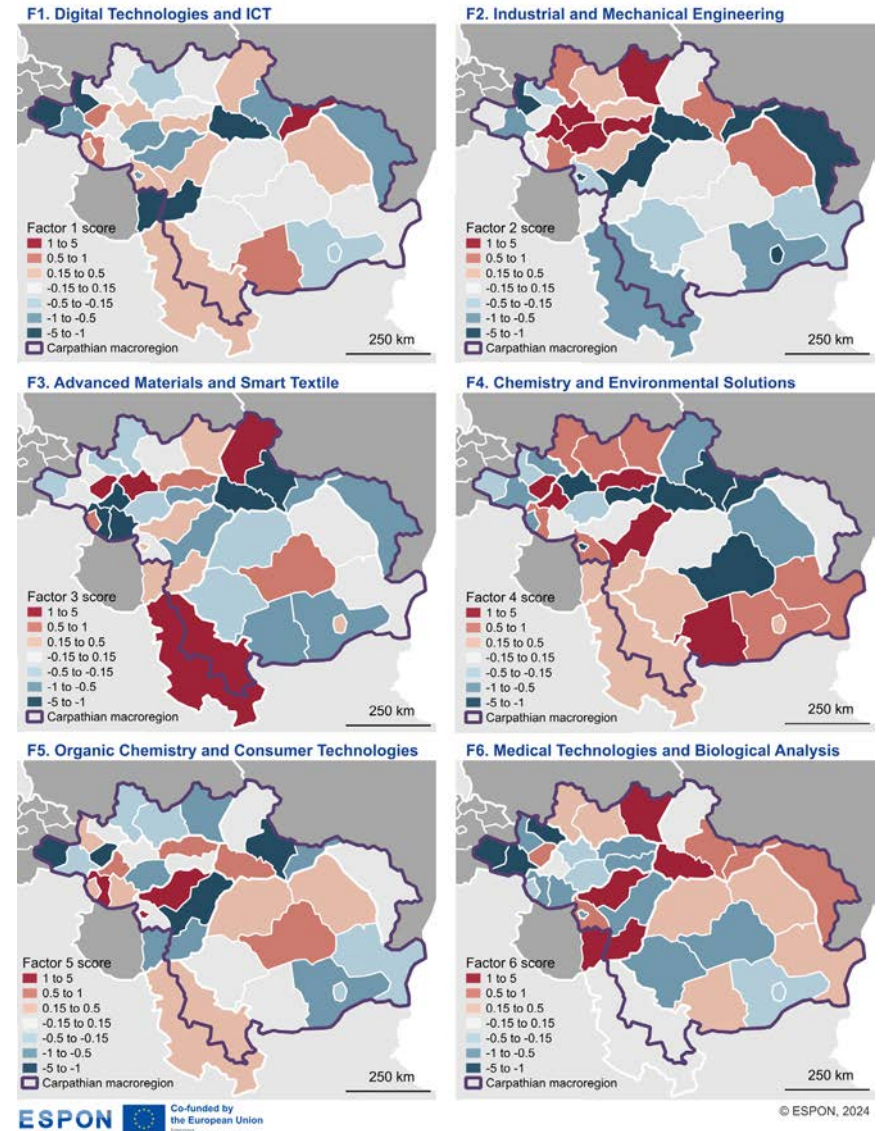 F1. Digital Technologies and ICT
F2. Industrial and Mechanical Engineering
Factor 1 score
1 to 5
0.5 to 1
0.15 to 0.5
-0.15 to 0.15
-0.5 to -0.15
-1 to -0.5
-5 to -1
Carpathian macroregion
250 km
Factor 2 score
1 to 5
0.5 to 1
0.15 to 0.5
-0.15 to 0.15
-0.5 to -0.15
-1 to -0.5
-5 to -1
Carpathian macroregion
250 km
F3. Advanced Materials and Smart Textile
F4. Chemistry and Environmental Solutions
Factor 3 score
1 to 5
0.5 to 1
0.15 to 0.5
-0.15 to 0.15
-0.5 to -0.15
-1 to -0.5
-5 to -1
Carpathian macroregion
250 km
Factor 4 score
1 to 5
0.5 to 1
0.15 to 0.5
-0.15 to 0.15
-0.5 to -0.15
-1 to -0.5
-5 to -1
Carpathian macroregion
250 km
F5. Organic Chemistry and Consumer Technologies
F6. Medical Technologies and Biological Analysis
Factor 5 score
1 to 5
0.5 to 1
0.15 to 0.5
-0.15 to 0.15
-0.5 to -0.15
-1 to -0.5
-5 to -1
Carpathian macroregion
250 km
Factor 6 score
1 to 5
0.5 to 1
0.15 to 0.5
-0.15 to 0.15
-0.5 to -0.15
-1 to -0.5
-5 to -1
Carpathian macroregion
250 km
ESPON
Co-funded by
the European Union
© ESPON, 2024